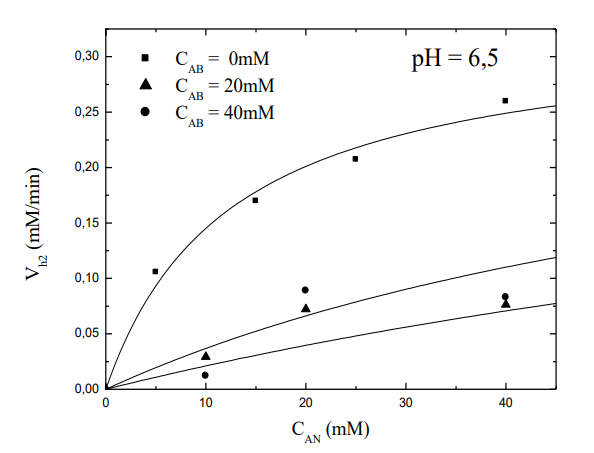 pH = 6,5
C_AB = 0mM
C_AB = 20mM
C_AB = 40mM
0,30
0,25
0,20
0,15
0,10
0,05
0,00
V_h2 (mM/min)
0 10 20 30 40
C_AN (mM)